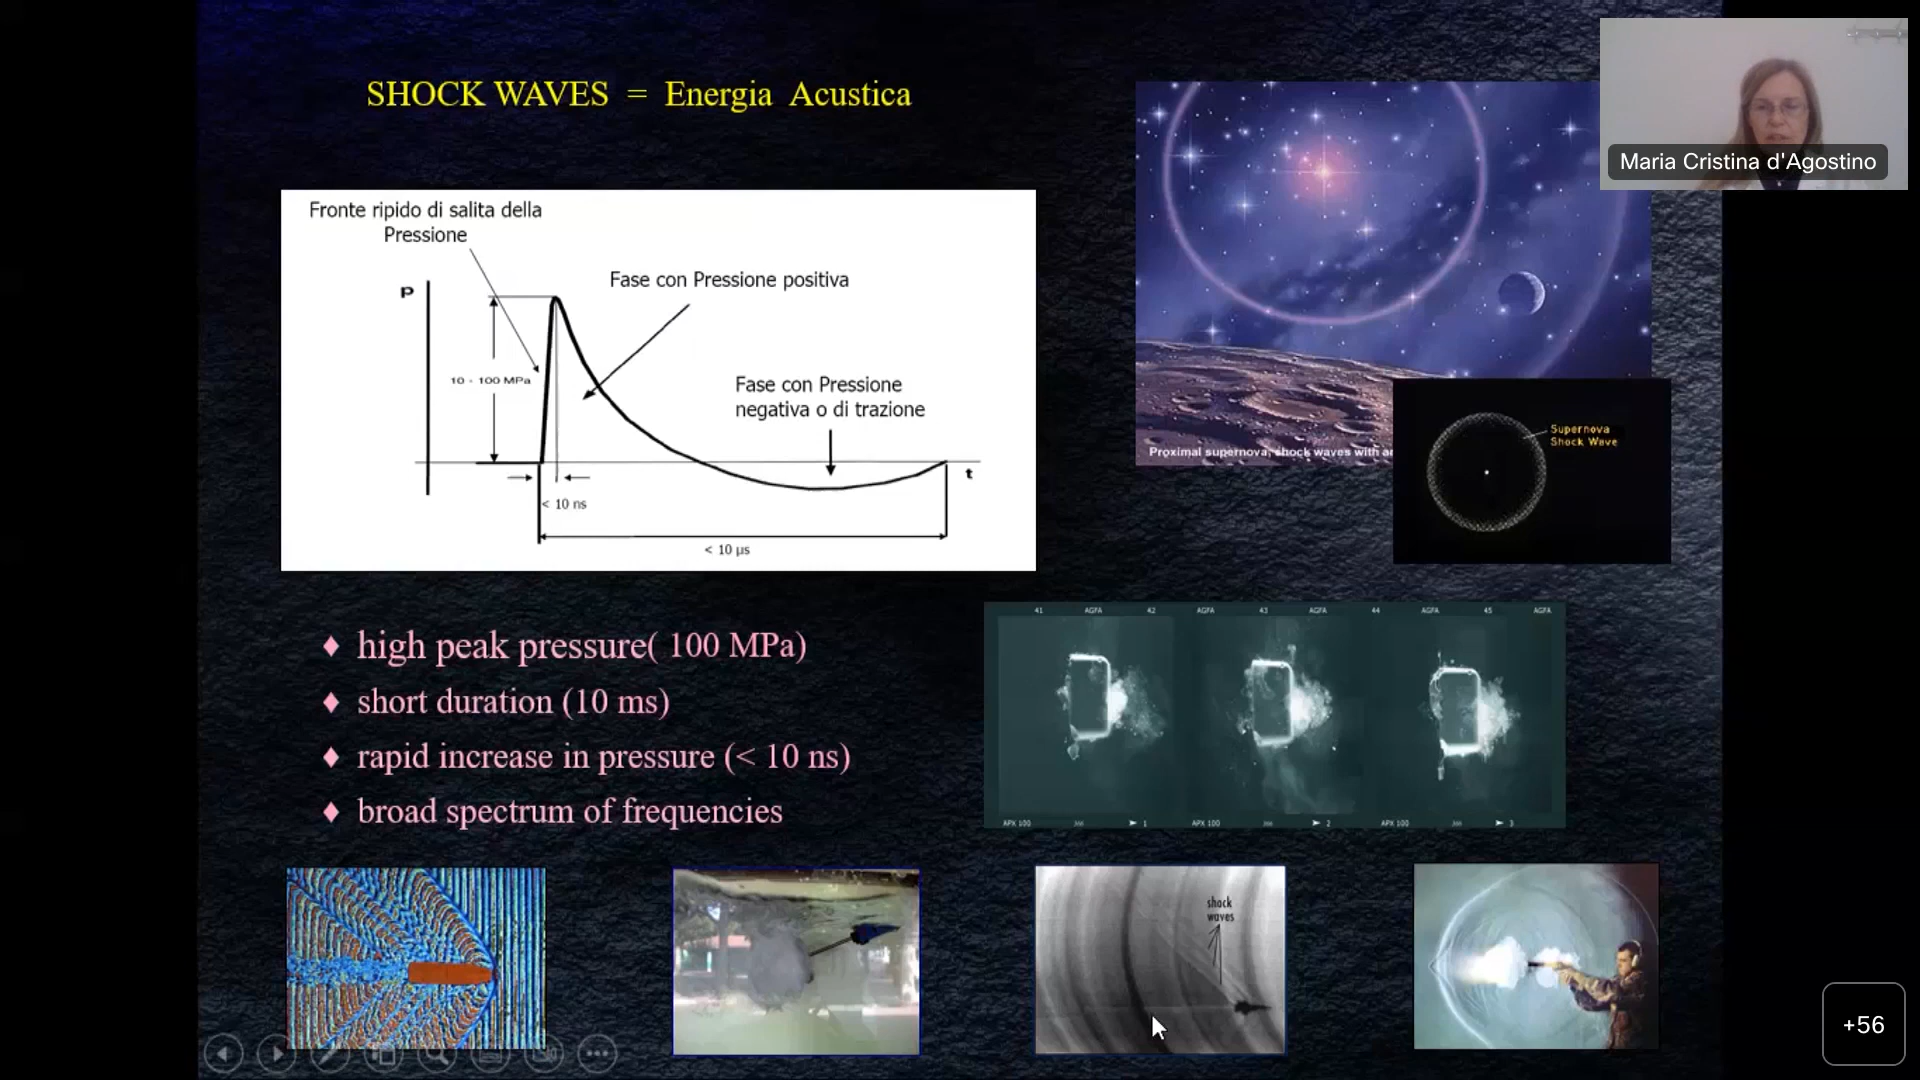 SHOCK WAVES = Energia Acustica
Maria Cristina d'Agostino
Fronte ripido di salita della
Pressione
Fase con Pressione positiva
P
10 - 100 MPa
Fase con Pressione
negativa o di trazione
t
< 10 ns
< 10 µs
Proximal supernova, shock waves with
Supernova
Shock Wave
high peak pressure( 100 MPa)
short duration (10 ms)
rapid increase in pressure (< 10 ns)
broad spectrum of frequencies
41 AGFA 42 AGFA 43 AGFA 44 AGFA 45 AGFA
APX 100 1 APX 100 2 APX 100 3
shock
waves
+56